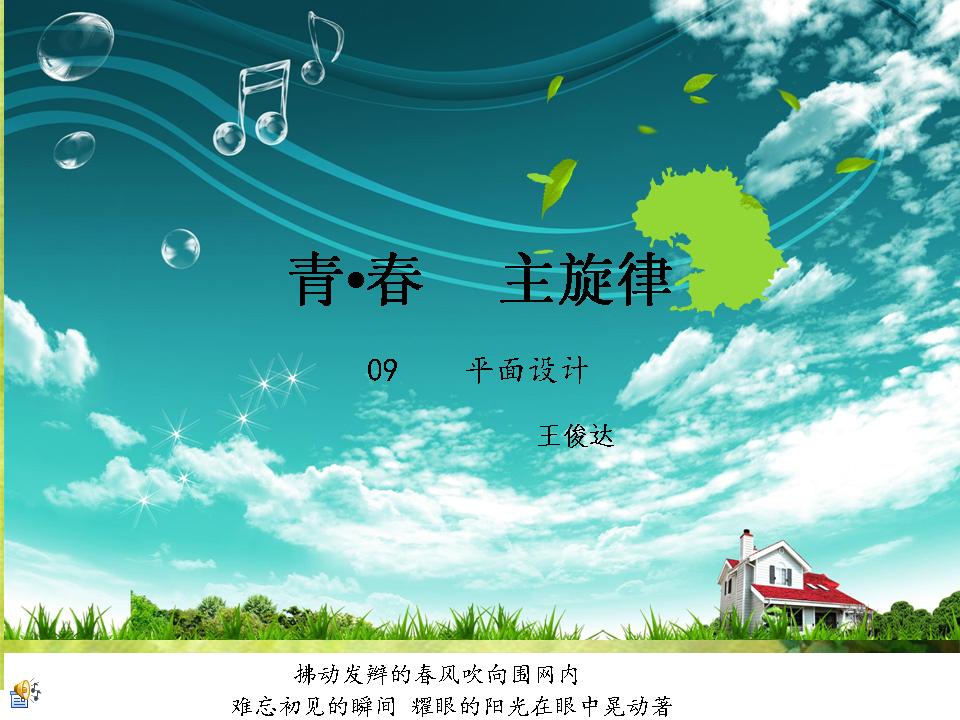 青•春 主旋律
09 平面设计
王俊达
拂动发辫的春风吹向围网内
难忘初见的瞬间 耀眼的阳光在眼中晃动著